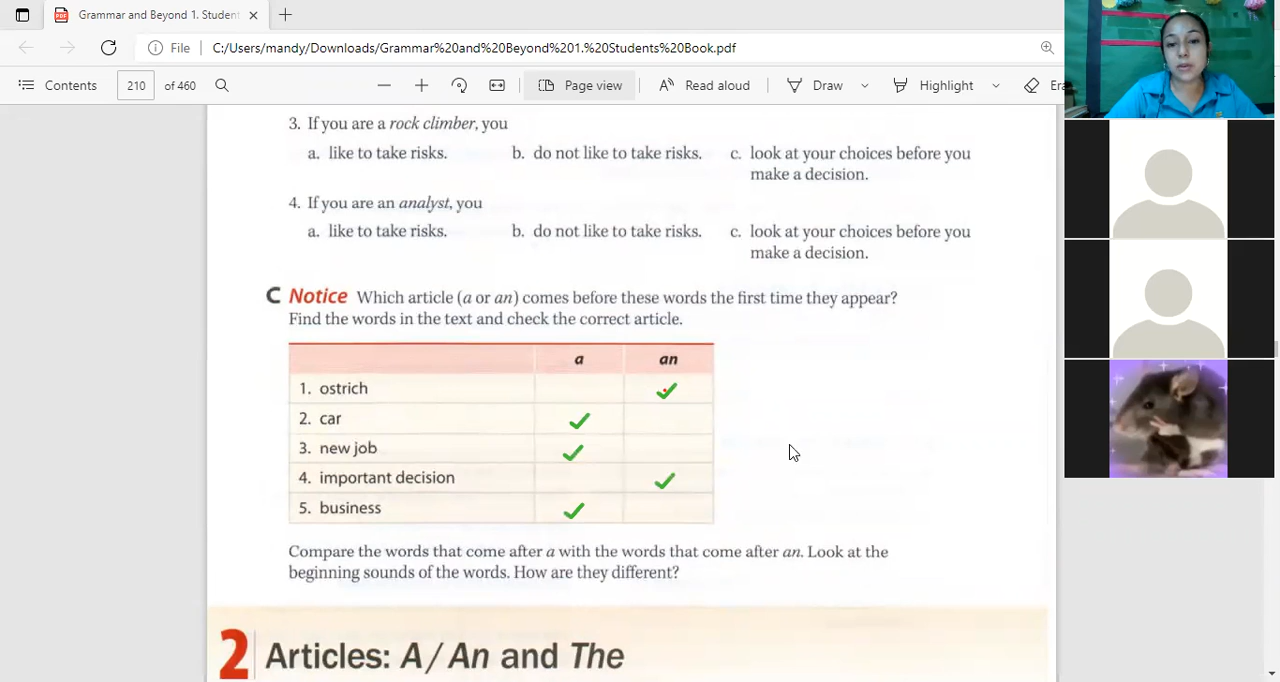 Grammar and Beyond 1. Student
File C:/Users/mandy/Downloads/Grammar%20and%20Beyond%201.%20Students%20Book.pdf
Contents 210 of 460 Page view Read aloud Draw Highlight Era
3. If you are a rock climber, you
a. like to take risks. b. do not like to take risks. c. look at your choices before you
make a decision.
4. If you are an analyst, you
a. like to take risks. b. do not like to take risks. c. look at your choices before you
make a decision.
C Notice Which article (a or an) comes before these words the first time they appear?
Find the words in the text and check the correct article.
a an
1. ostrich
2. car
3. new job
4. important decision
5. business
Compare the words that come after a with the words that come after an. Look at the
beginning sounds of the words. How are they different?
2 Articles: A / An and The